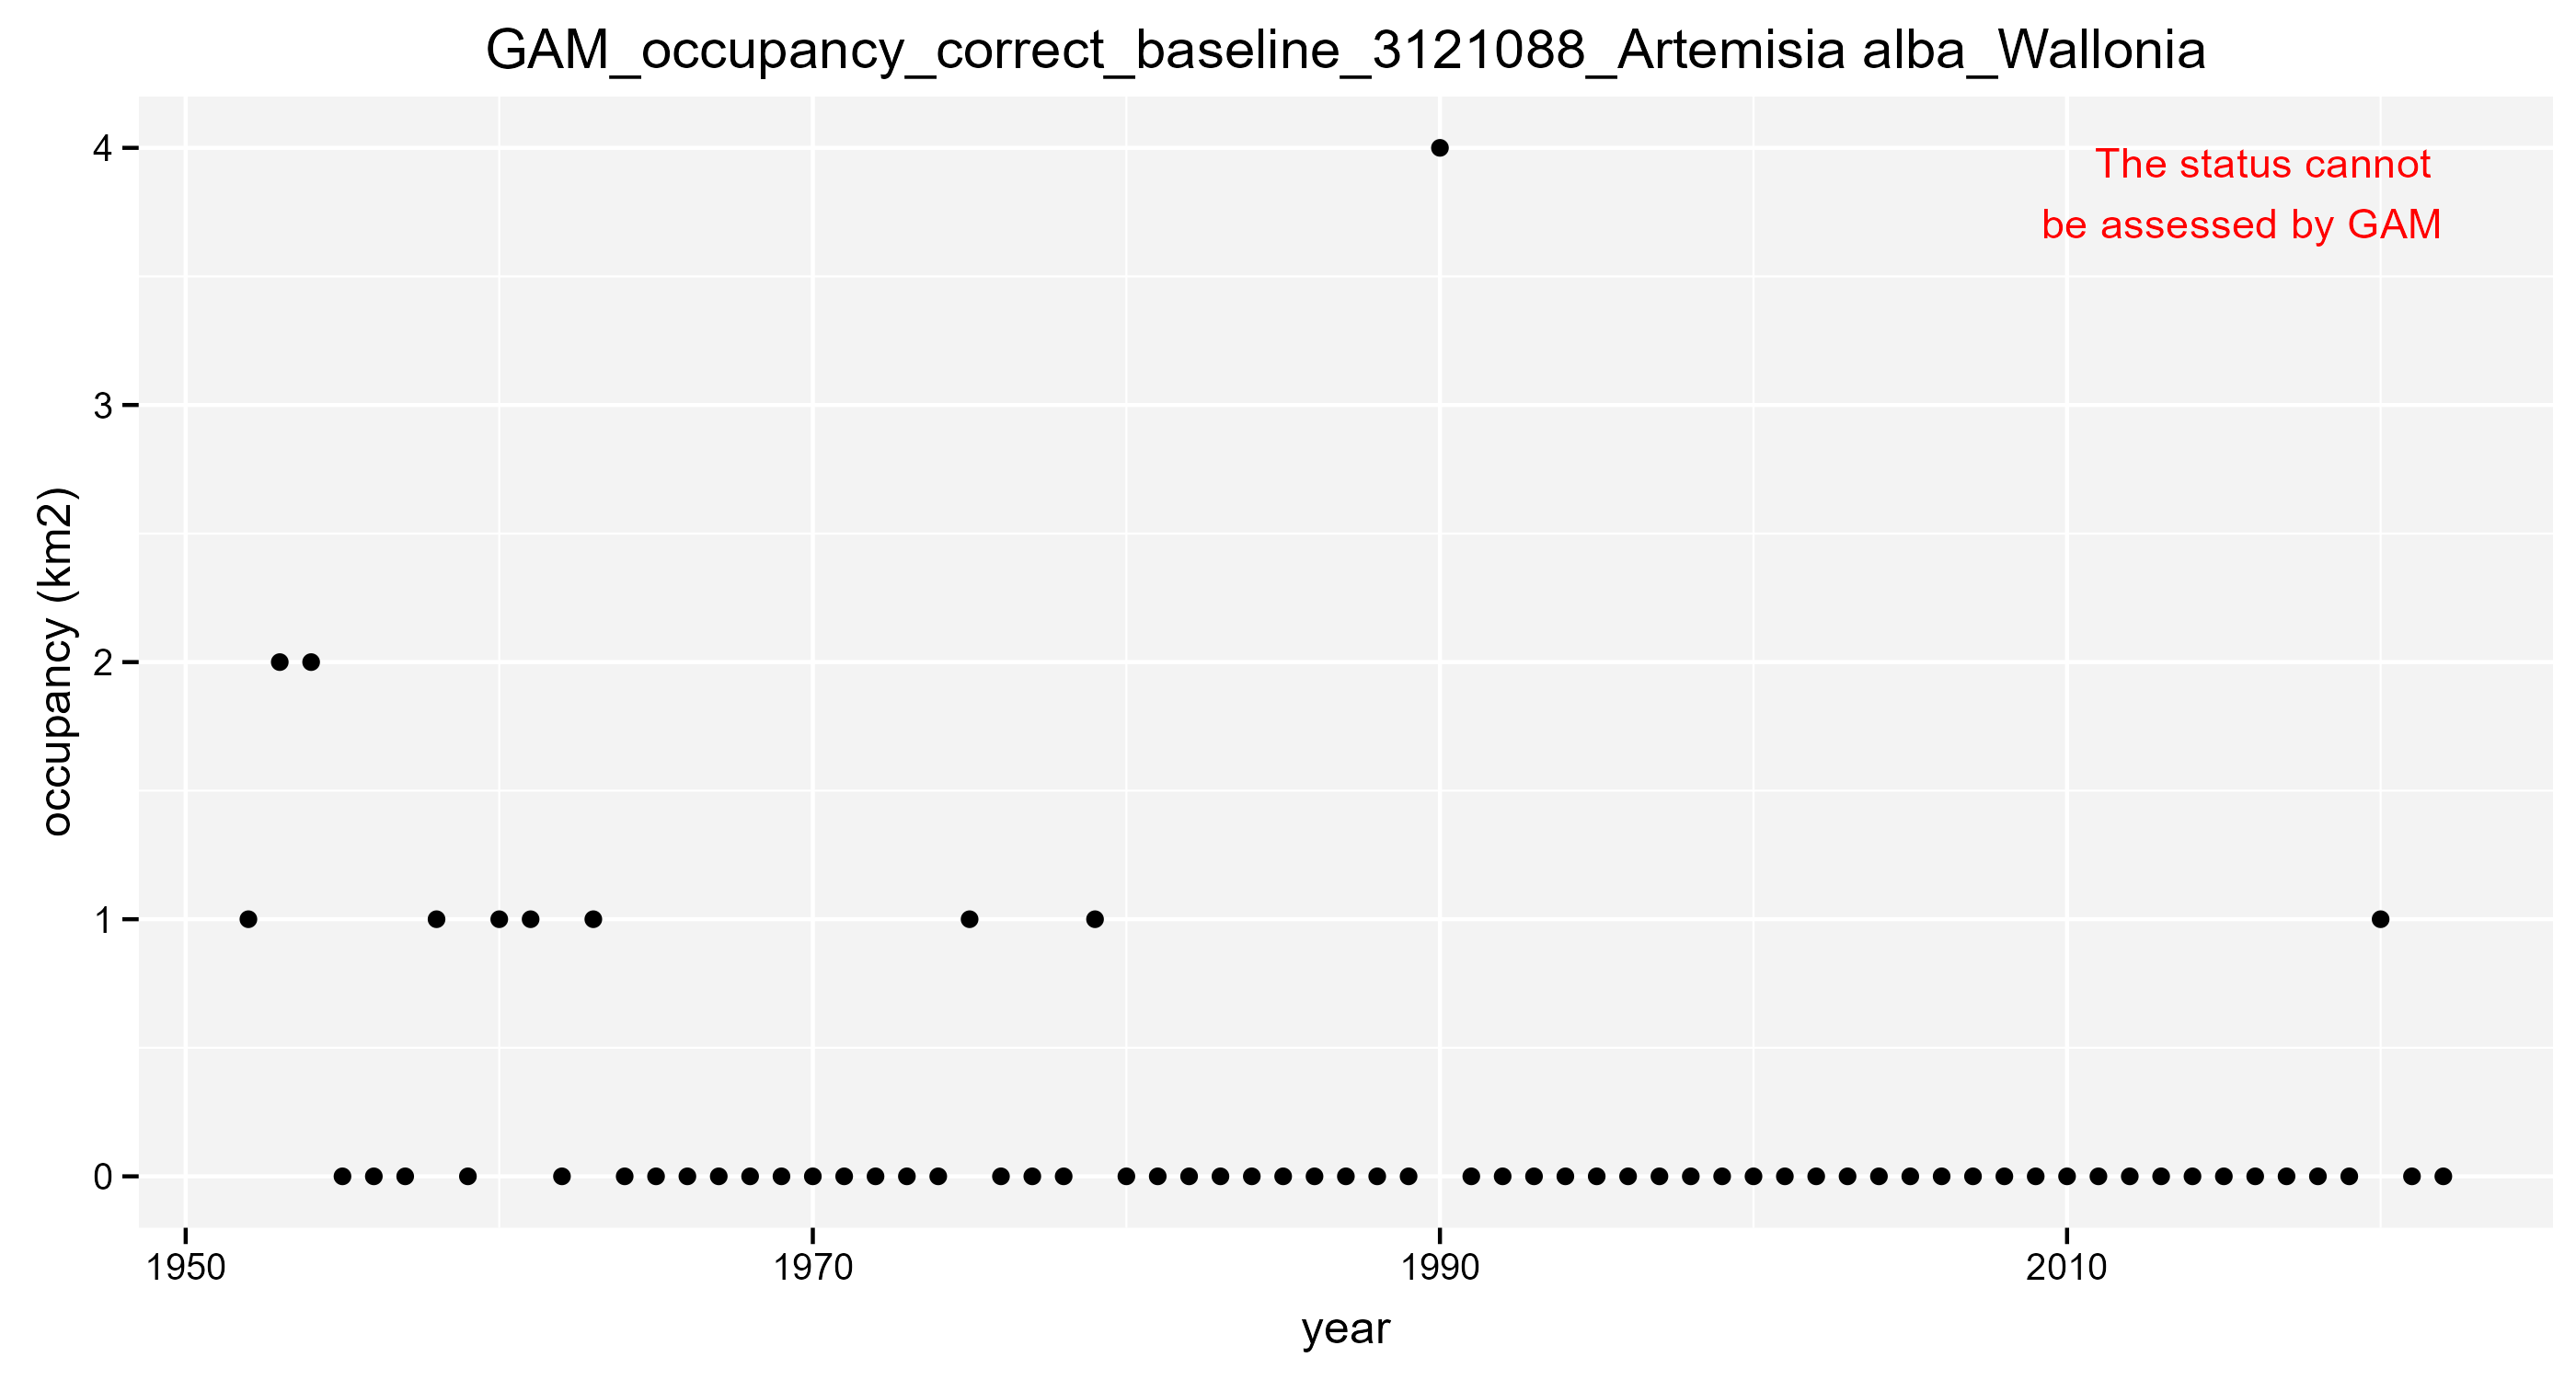 GAM_occupancy_correct_baseline_3121088_Artemisia alba_Wallonia
The status cannot
be assessed by GAM
4
3
2
1
0
occupancy (km2)
1950 1970 1990 2010
year